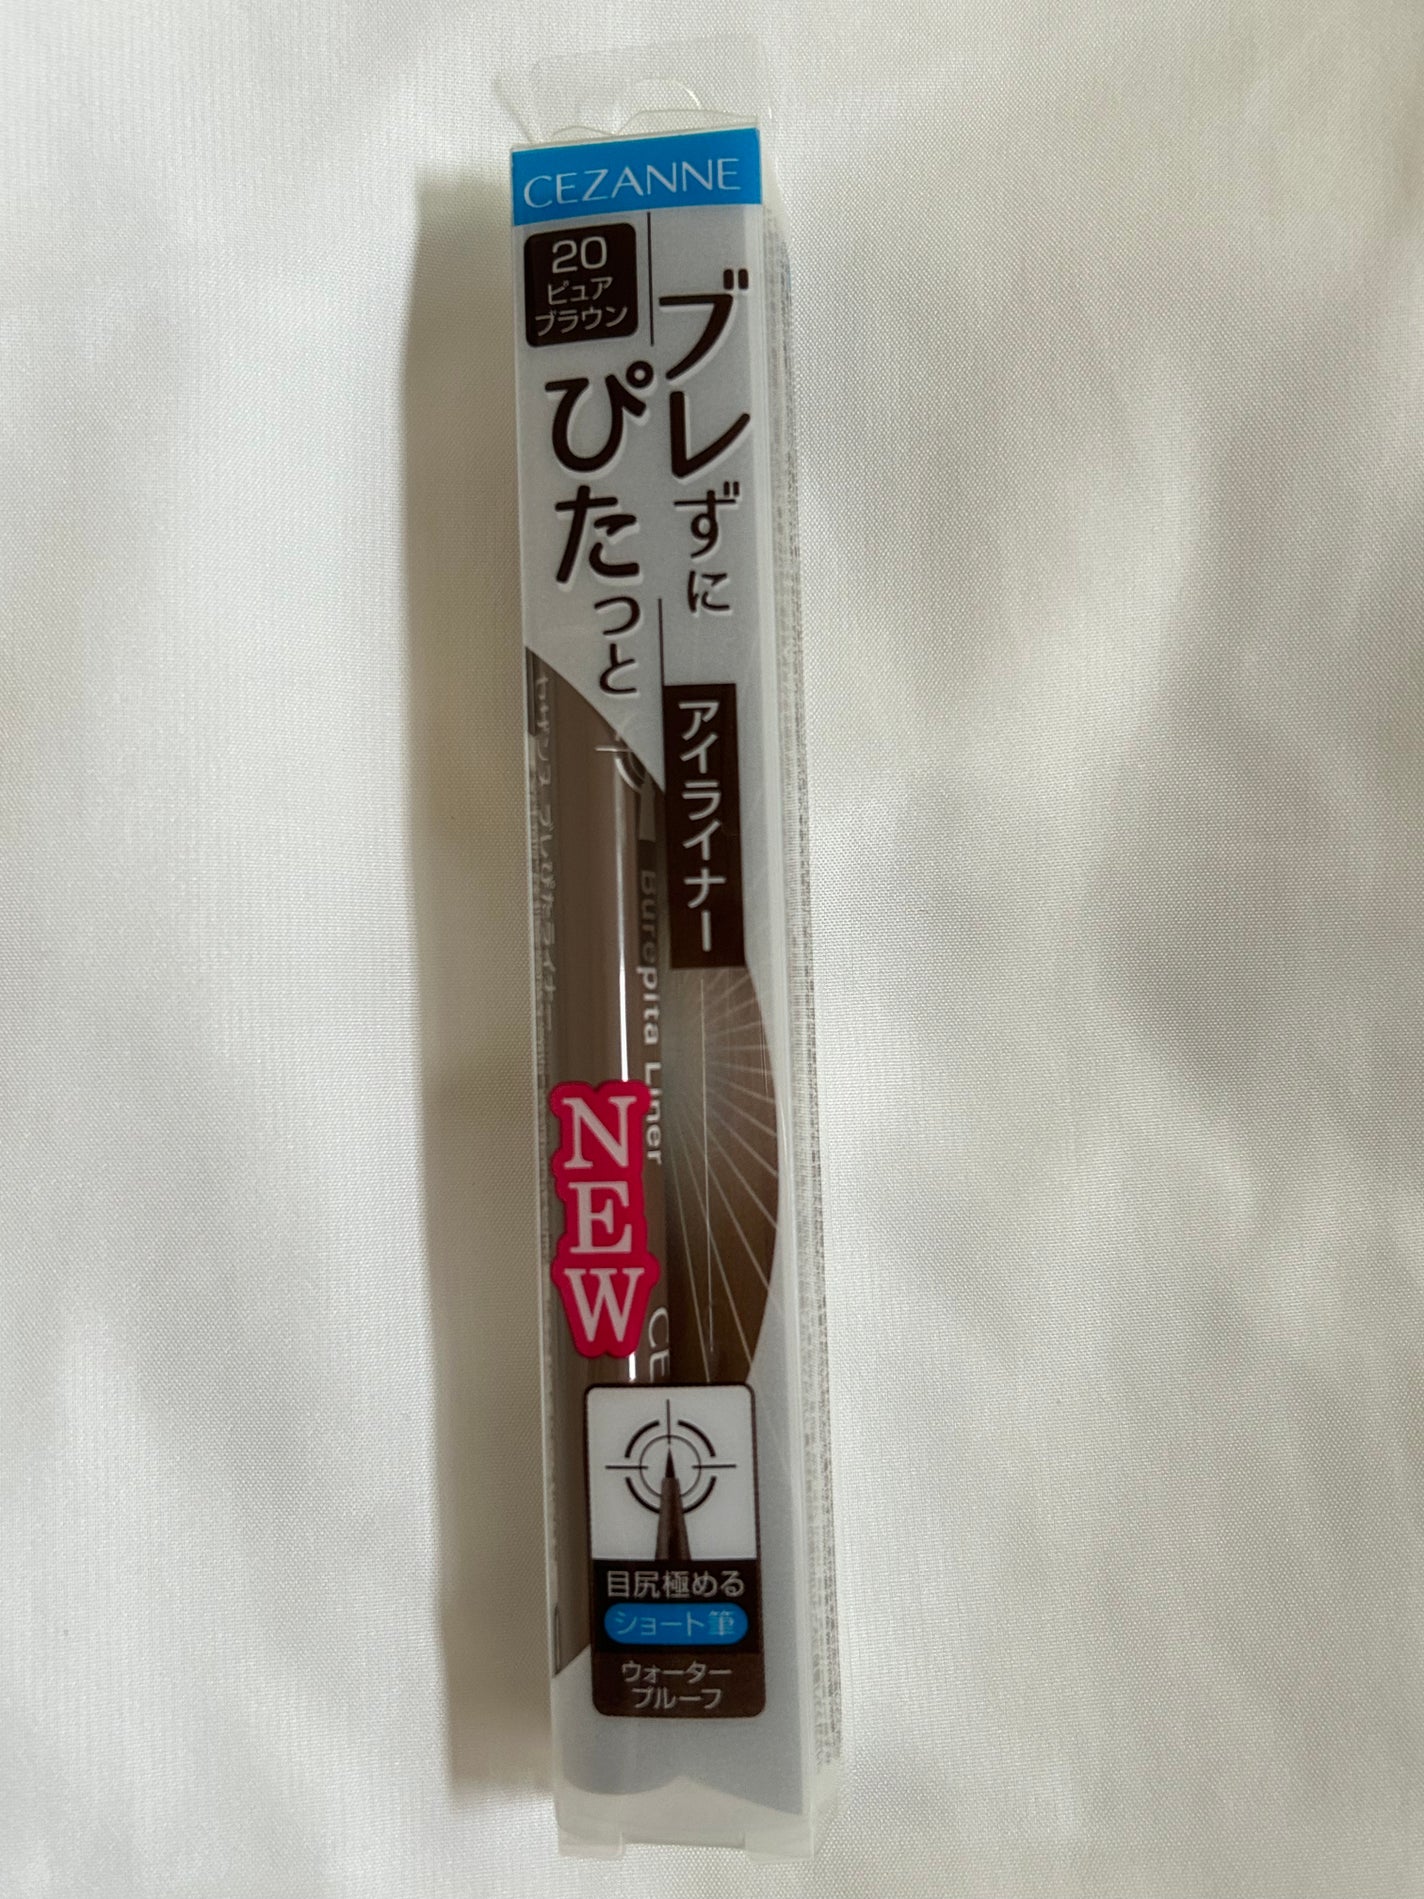 CEZANNE
20
ピュア
ブラウン
ブレずに
ぴたっと
アイライナー
Burepita Liner
NEW
CE
目尻極める
ショート筆
ウォーター
プルーフ